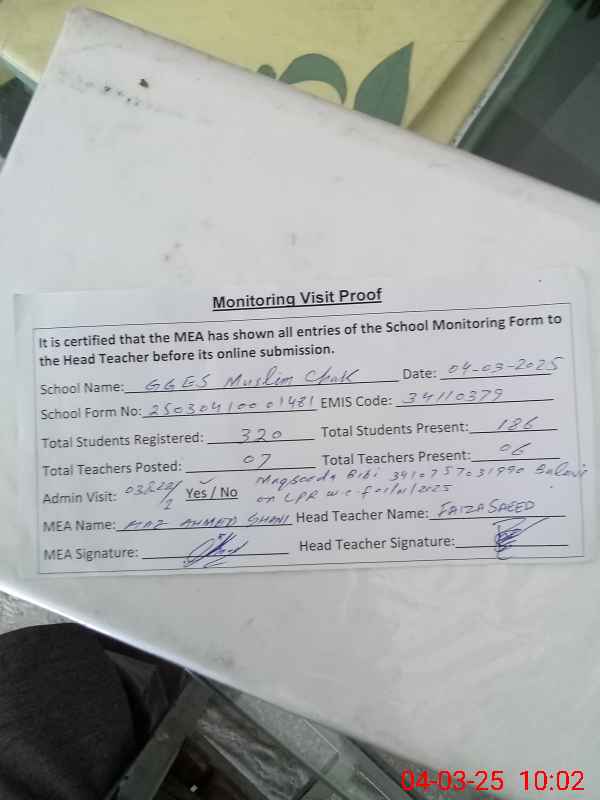 Monitoring Visit Proof
It is certified that the MEA has shown all entries of the School Monitoring Form to
the Head Teacher before its online submission.
School Name: GGES Muslim Chak Date: 04-03-2025
School Form No: 25030410001481 EMIS Code: 34110379
Total Students Registered: 320 Total Students Present: 186
Total Teachers Posted: 07 Total Teachers Present: 06
Admin Visit: Yes / No Maqsooda Bibi
on LPR w.e.f 01/01/2025
MEA Name: AHMED Head Teacher Name: FAIZA SAEED
MEA Signature: Head Teacher Signature:
04-03-25 10:02